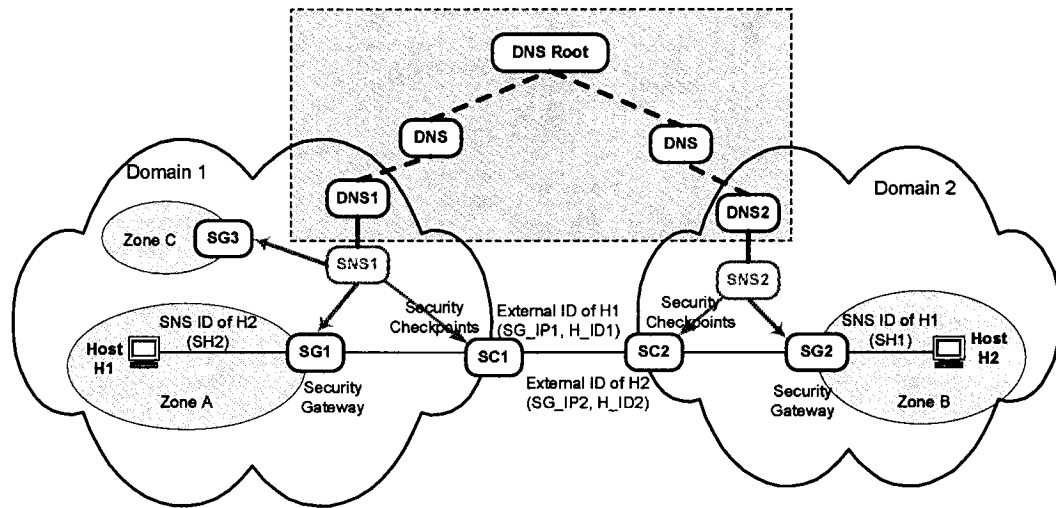 DNS Root
DNS
DNS
Domain 1
Domain 2
DNS1
DNS2
Zone C
SG3
SNS1
SNS2
Security
Checkpoints
External ID of H1
(SG_IP1, H_ID1)
Security
Checkpoints
SNS ID of H2
(SH2)
SNS ID of H1
(SH1)
Host
H1
SG1
SC1
SC2
SG2
Host
H2
Security
Gateway
External ID of H2
(SG_IP2, H_ID2)
Security
Gateway
Zone A
Zone B